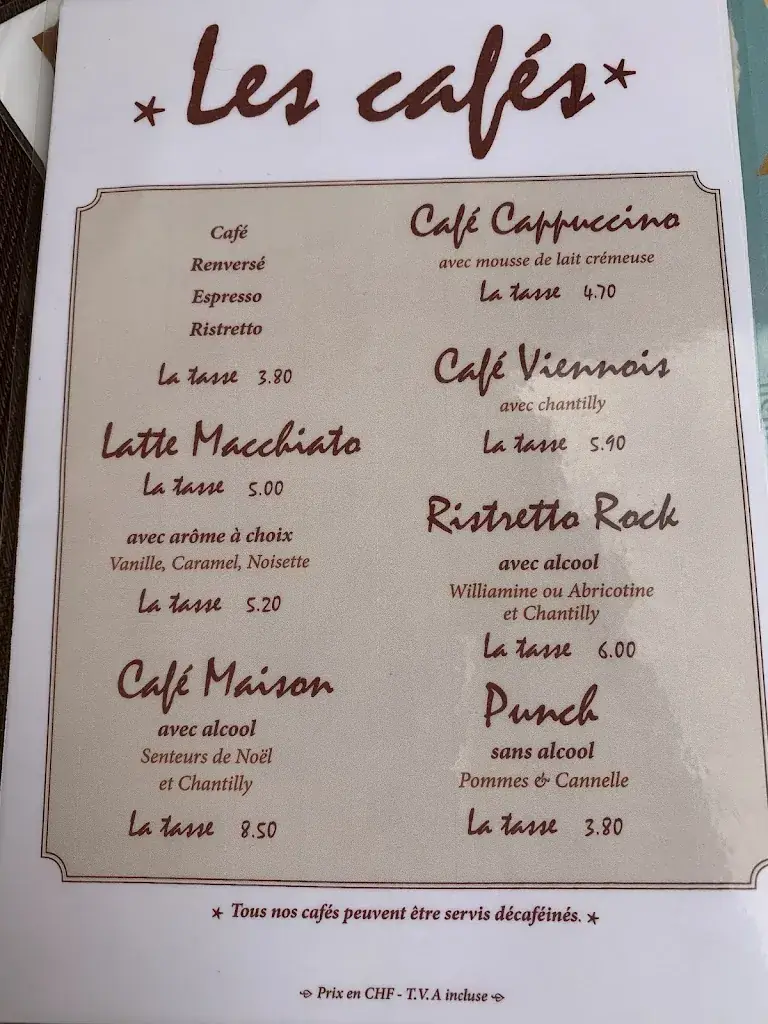 Les cafés
Café
Renversé
Espresso
Ristretto
La tasse 3.80
Latte Macchiato
La tasse 5.00
avec arôme à choix
Vanille, Caramel, Noisette
La tasse 5.20
Café Maison
avec alcool
Senteurs de Noël
et Chantilly
La tasse 8.50
Café Cappuccino
avec mousse de lait crémeuse
La tasse 4.70
Café Viennois
avec chantilly
La tasse 5.90
Ristretto Rock
avec alcool
Williamine ou Abricotine
et Chantilly
La tasse 6.00
Punch
sans alcool
Pommes & Cannelle
La tasse 3.80
Tous nos cafés peuvent être servis décaféinés.
Prix en CHF - T.V.A incluse